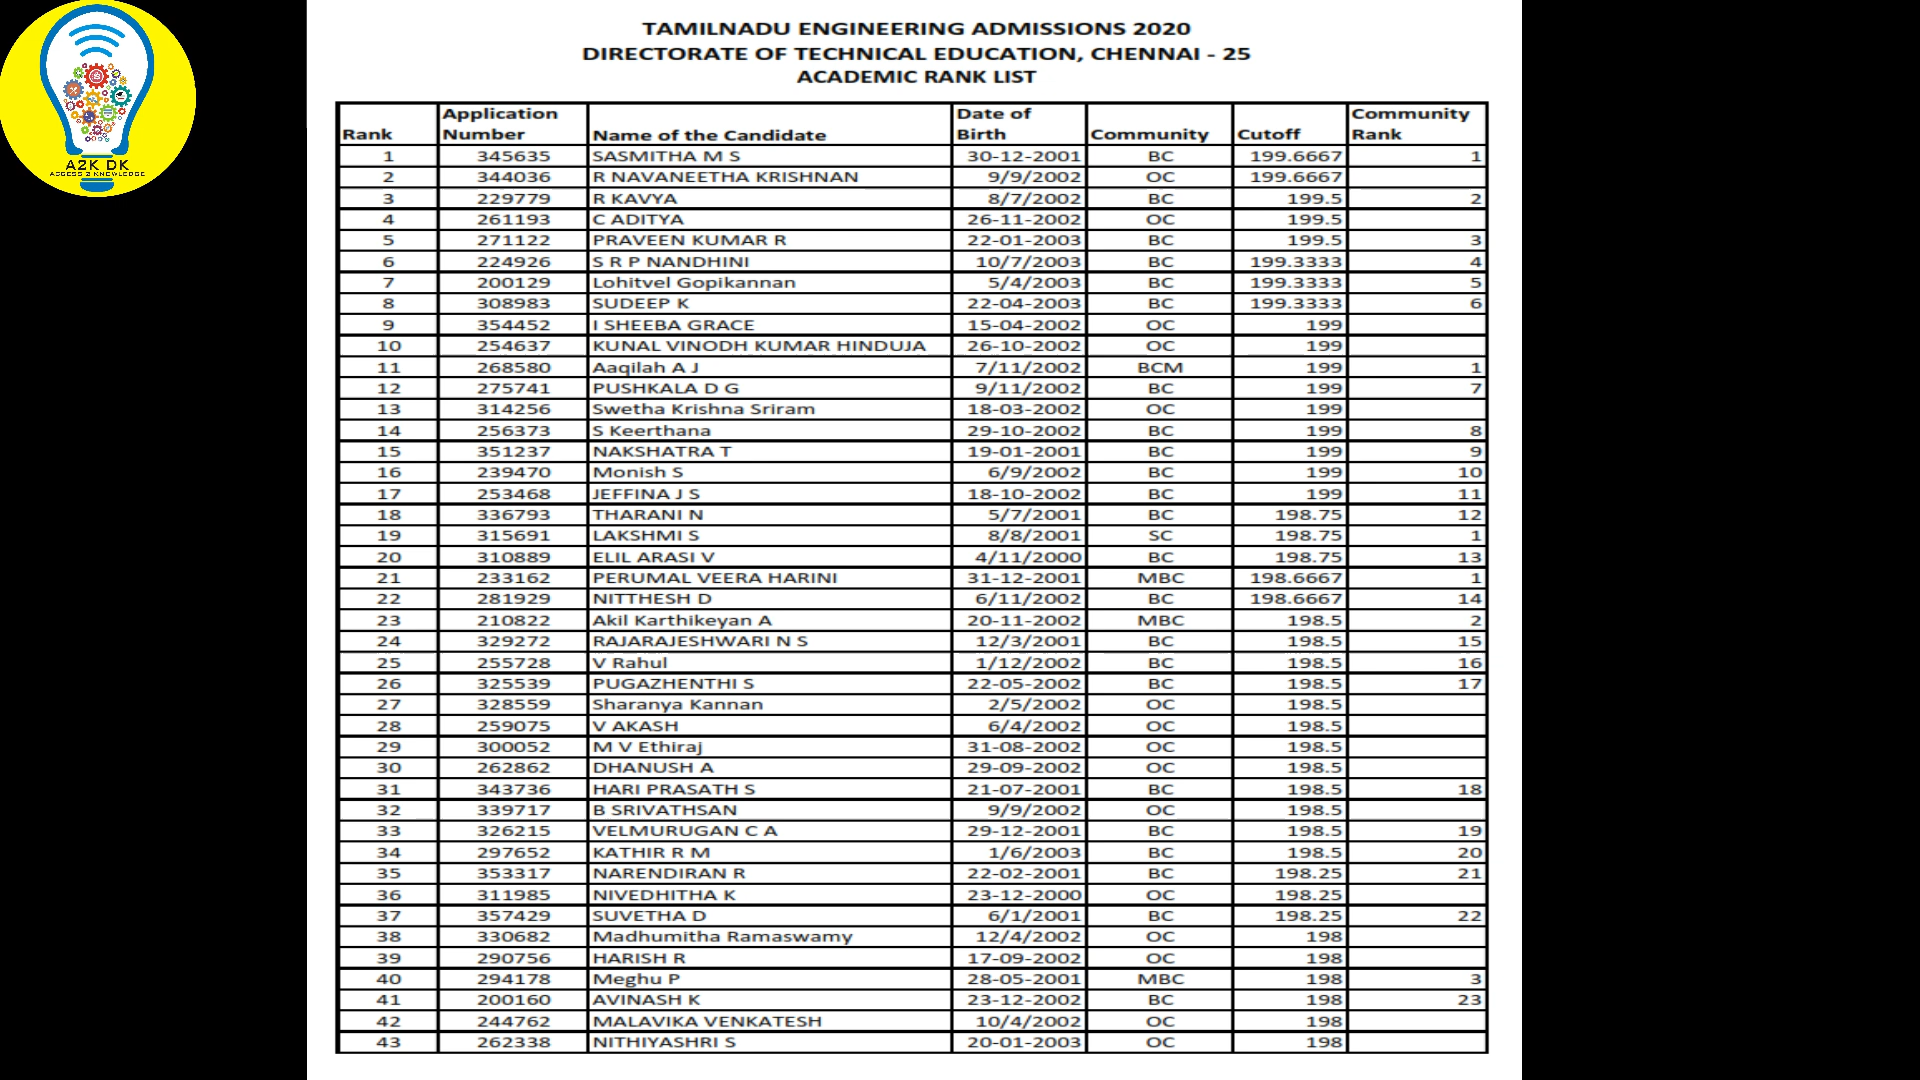 A2K DK
ACCESS 2 KNOWLEDGE
TAMILNADU ENGINEERING ADMISSIONS 2020
DIRECTORATE OF TECHNICAL EDUCATION, CHENNAI - 25
ACADEMIC RANK LIST
Rank Application Number Name of the Candidate Date of Birth Community Cutoff Community Rank
1 345635 SASMITHA M S 30-12-2001 BC 199.6667 1
2 344036 R NAVANEETHA KRISHNAN 9/9/2002 OC 199.6667
3 229779 R KAVYA 8/7/2002 BC 199.5 2
4 261193 C ADITYA 26-11-2002 OC 199.5
5 271122 PRAVEEN KUMAR R 22-01-2003 BC 199.5 3
6 224926 S R P NANDHINI 10/7/2003 BC 199.3333 4
7 200129 Lohitvel Gopikannan 5/4/2003 BC 199.3333 5
8 308983 SUDEEP K 22-04-2003 BC 199.3333 6
9 354452 I SHEEBA GRACE 15-04-2002 OC 199
10 254637 KUNAL VINODH KUMAR HINDUJA 26-10-2002 OC 199
11 268580 Aaqilah A J 7/11/2002 BCM 199 1
12 275741 PUSHKALA D G 9/11/2002 BC 199 7
13 314256 Swetha Krishna Sriram 18-03-2002 OC 199
14 256373 S Keerthana 29-10-2002 BC 199 8
15 351237 NAKSHATRA T 19-01-2001 BC 199 9
16 239470 Monish S 6/9/2002 BC 199 10
17 253468 JEFFINA J S 18-10-2002 BC 199 11
18 336793 THARANI N 5/7/2001 BC 198.75 12
19 315691 LAKSHMI S 8/8/2001 SC 198.75 1
20 310889 ELIL ARASI V 4/11/2000 BC 198.75 13
21 233162 PERUMAL VEERA HARINI 31-12-2001 MBC 198.6667 1
22 281929 NITTHESH D 6/11/2002 BC 198.6667 14
23 210822 Akil Karthikeyan A 20-11-2002 MBC 198.5 2
24 329272 RAJARAJESHWARI N S 12/3/2001 BC 198.5 15
25 255728 V Rahul 1/12/2002 BC 198.5 16
26 325539 PUGAZHENTHI S 22-05-2002 BC 198.5 17
27 328559 Sharanya Kannan 2/5/2002 OC 198.5
28 259075 V AKASH 6/4/2002 OC 198.5
29 300052 M V Ethiraj 31-08-2002 OC 198.5
30 262862 DHANUSH A 29-09-2002 OC 198.5
31 343736 HARI PRASATH S 21-07-2001 BC 198.5 18
32 339717 B SRIVATHSAN 9/9/2002 OC 198.5
33 326215 VELMURUGAN C A 29-12-2001 BC 198.5 19
34 297652 KATHIR R M 1/6/2003 BC 198.5 20
35 353317 NARENDIRAN R 22-02-2001 BC 198.25 21
36 311985 NIVEDHITHA K 23-12-2000 OC 198.25
37 357429 SUVETHA D 6/1/2001 BC 198.25 22
38 330682 Madhumitha Ramaswamy 12/4/2002 OC 198
39 290756 HARISH R 17-09-2002 OC 198
40 294178 Meghu P 28-05-2001 MBC 198 3
41 200160 AVINASH K 23-12-2002 BC 198 23
42 244762 MALAVIKA VENKATESH 10/4/2002 OC 198
43 262338 NITHIYASHRI S 20-01-2003 OC 198